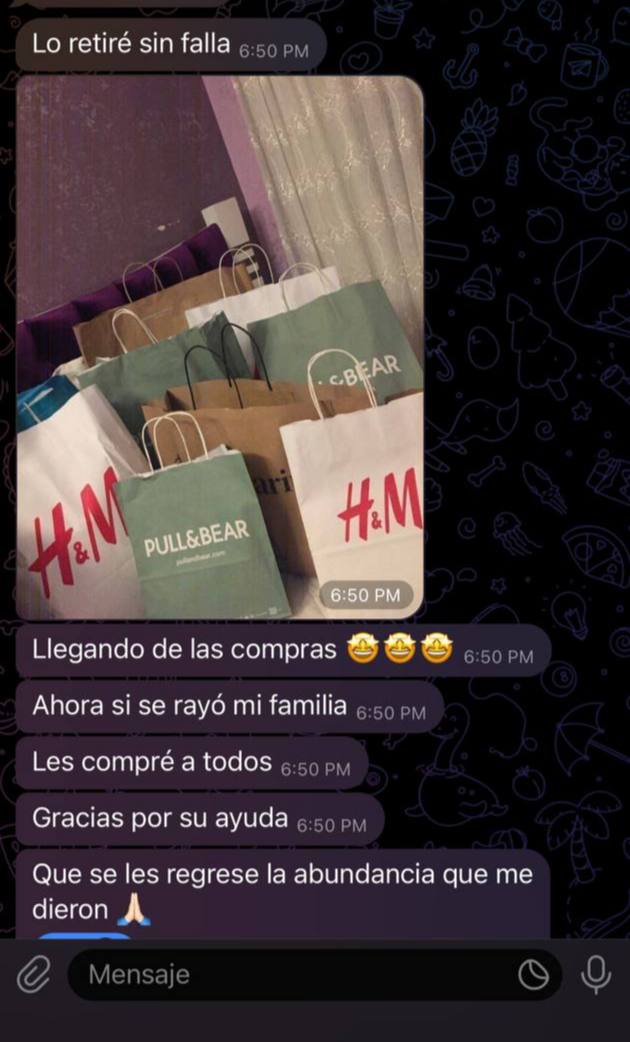 Lo retiré sin falla 6:50 PM
&BEAR
H&M
PULL&BEAR
pullandbear.com
ari
H&M
6:50 PM
Llegando de las compras 🤩🤩🤩 6:50 PM
Ahora si se rayó mi familia 6:50 PM
Les compré a todos 6:50 PM
Gracias por su ayuda 6:50 PM
Que se les regrese la abundancia que me
dieron 🙏🏻
Mensaje